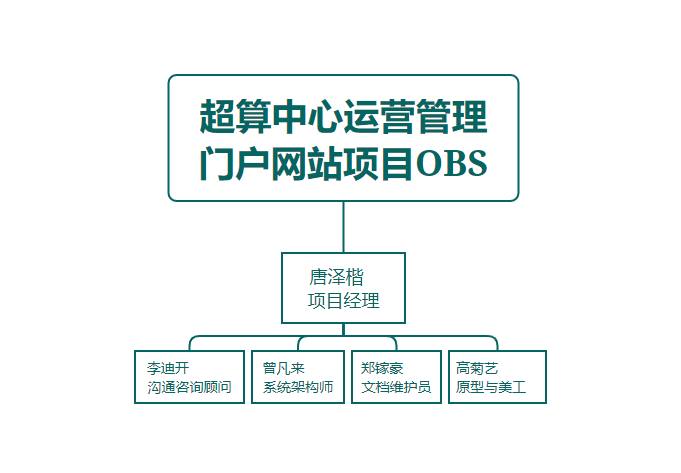 超算中心运营管理
门户网站项目OBS
唐泽楷
项目经理
李迪开
沟通咨询顾问
曾凡来
系统架构师
郑镓豪
文档维护员
高菊艺
原型与美工